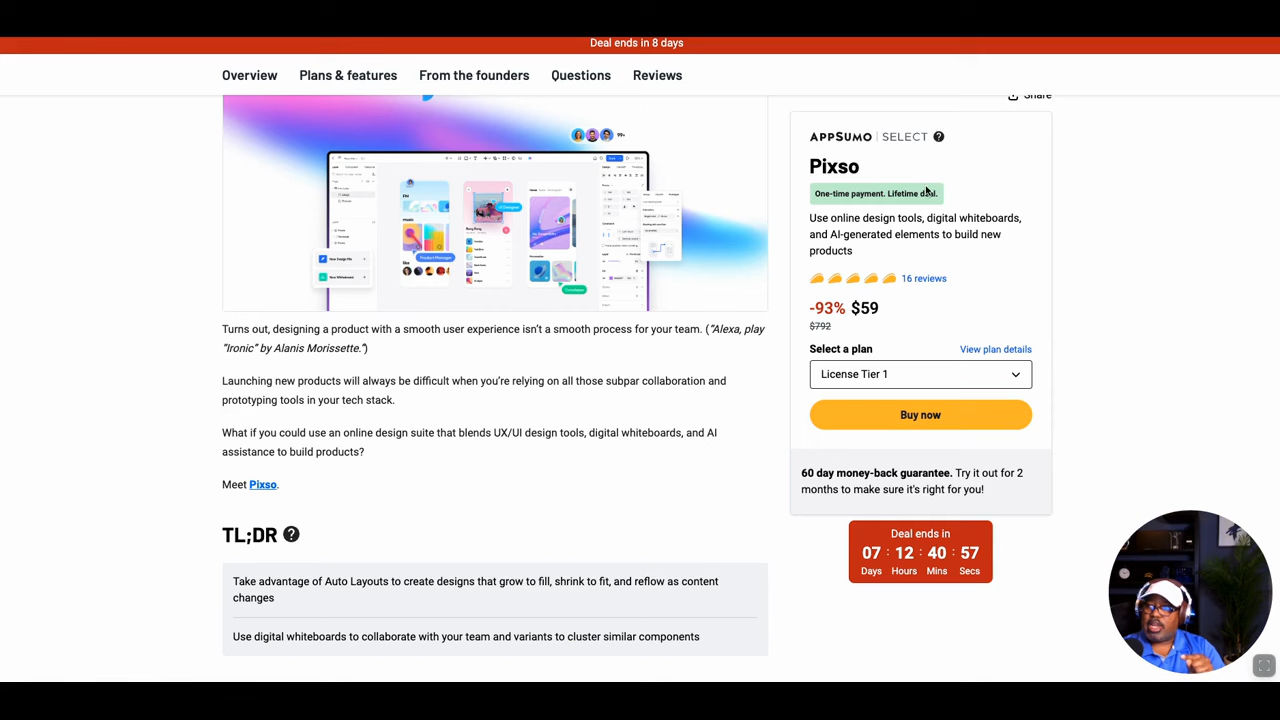 Deal ends in 8 days
Overview Plans & features From the founders Questions Reviews
Share
99+
Product Manager
APPSUMO | SELECT
Pixso
One-time payment. Lifetime deal.
Use online design tools, digital whiteboards,
and AI-generated elements to build new
products
16 reviews
-93% $59
$792
Select a plan View plan details
License Tier 1
Buy now
60 day money-back guarantee. Try it out for 2
months to make sure it's right for you!
Deal ends in
07 : 12 : 40 : 57
Days Hours Mins Secs
Turns out, designing a product with a smooth user experience isn't a smooth process for your team. ("Alexa, play
"Ironic" by Alanis Morissette.")
Launching new products will always be difficult when you're relying on all those subpar collaboration and
prototyping tools in your tech stack.
What if you could use an online design suite that blends UX/UI design tools, digital whiteboards, and AI
assistance to build products?
Meet Pixso.
TL;DR
Take advantage of Auto Layouts to create designs that grow to fill, shrink to fit, and reflow as content
changes
Use digital whiteboards to collaborate with your team and variants to cluster similar components